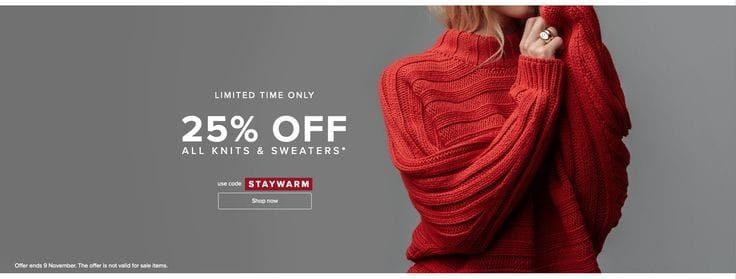 LIMITED TIME ONLY
25% OFF
ALL KNITS & SWEATERS*
use code STAYWARM
Shop now
Offer ends 9 November. The offer is not valid for sale items.